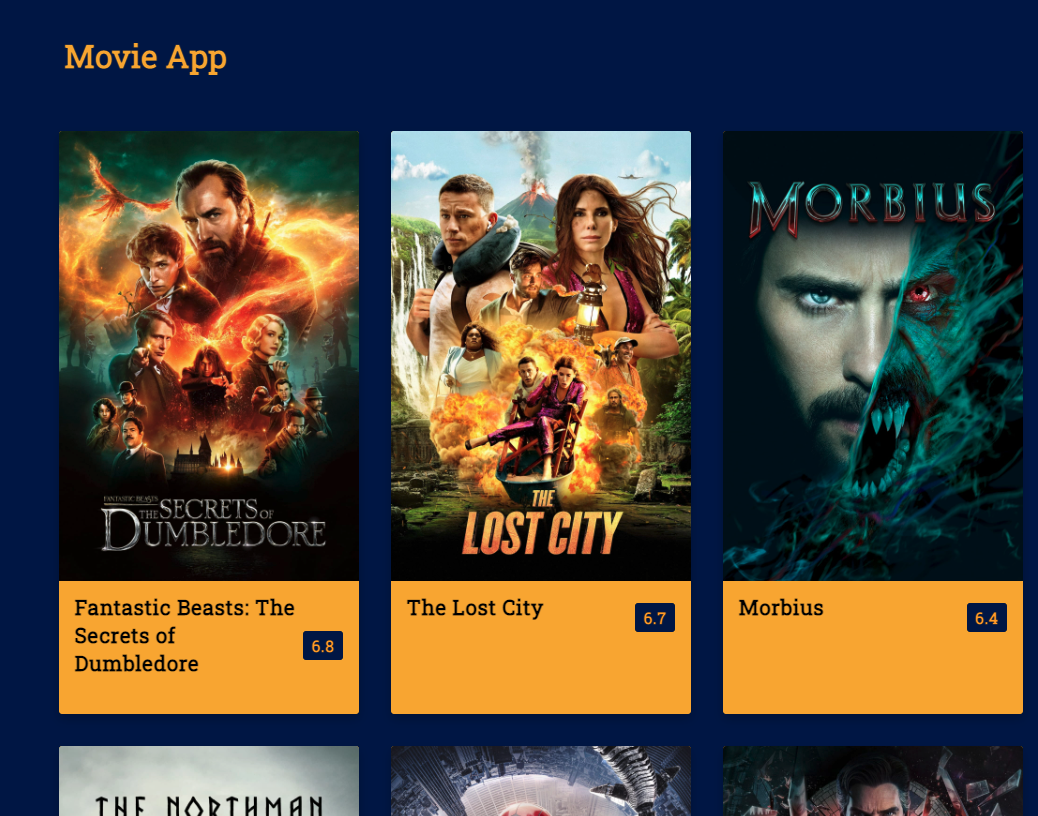 Movie App
FANTASTIC BEASTS
THE SECRETS OF
DUMBLEDORE
THE
LOST CITY
MORBIUS
Fantastic Beasts: The
Secrets of
Dumbledore
6.8
The Lost City
6.7
Morbius
6.4
THE NORTHMAN